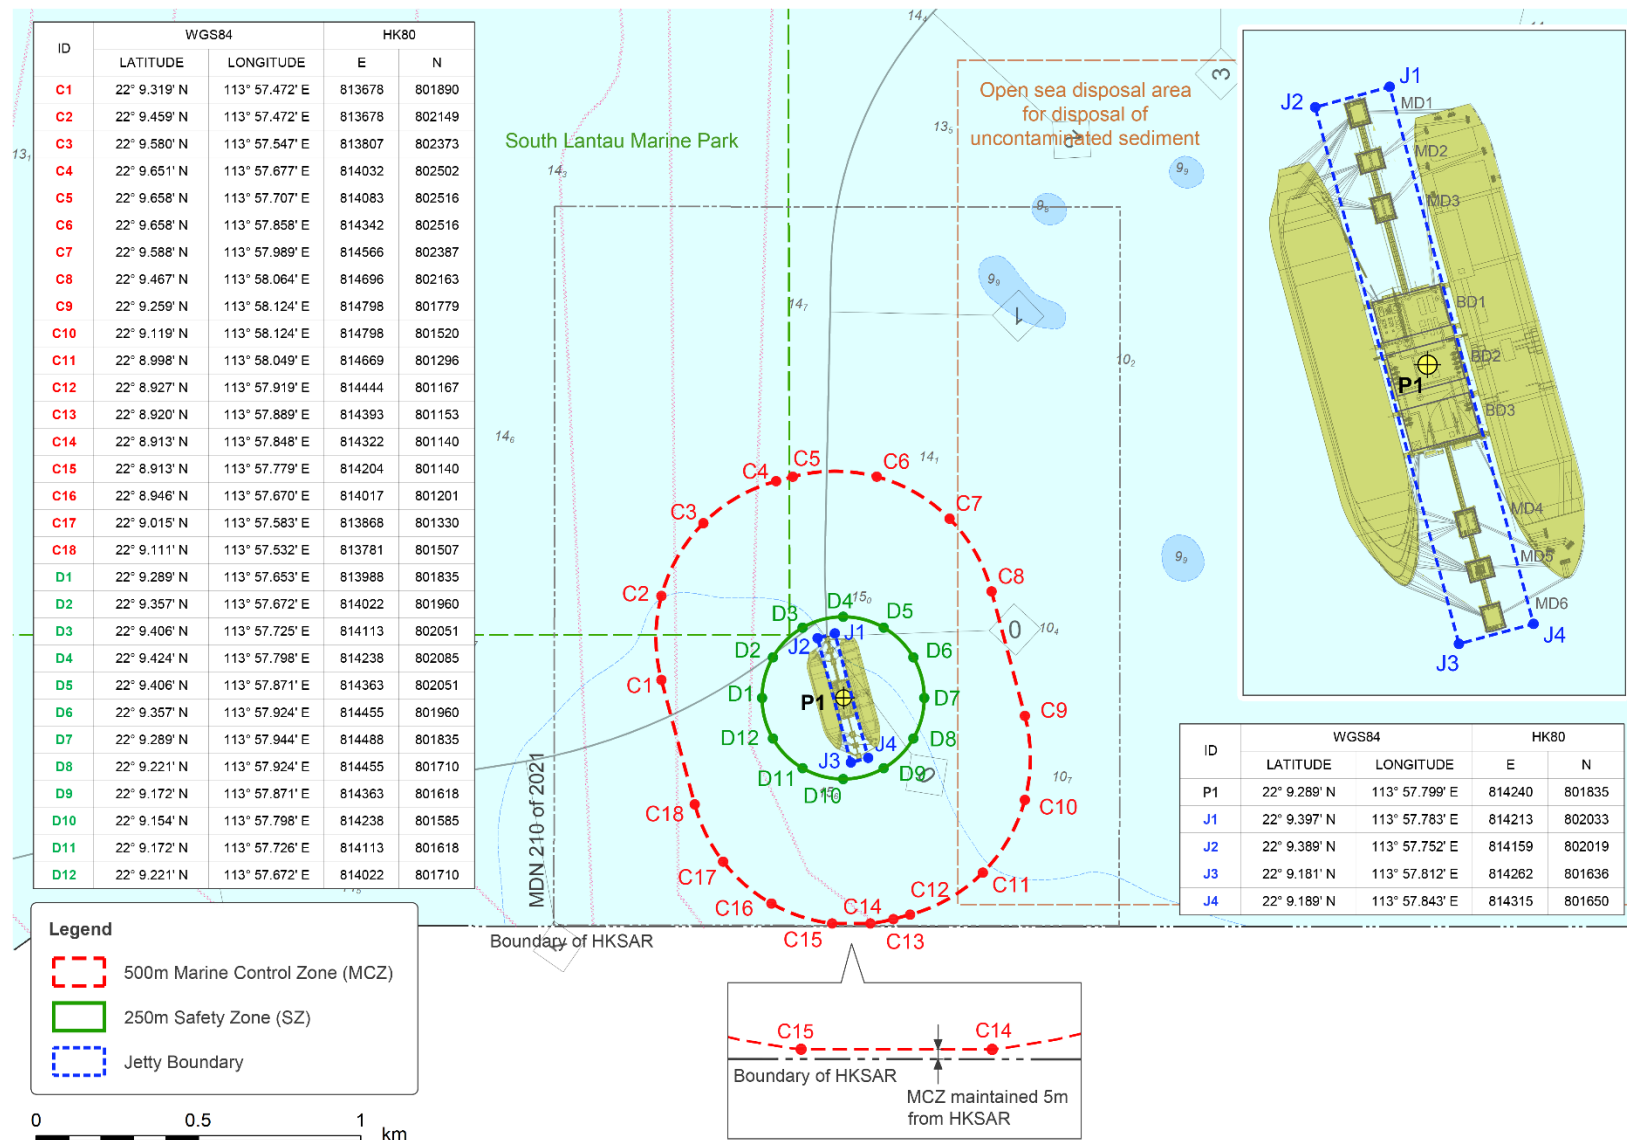 ID WGS84 HK80
LATITUDE LONGITUDE E N
C1 22° 9.319' N 113° 57.472' E 813678 801890
C2 22° 9.459' N 113° 57.472' E 813678 802149
C3 22° 9.580' N 113° 57.547' E 813807 802373
C4 22° 9.651' N 113° 57.677' E 814032 802502
C5 22° 9.658' N 113° 57.707' E 814083 802516
C6 22° 9.658' N 113° 57.858' E 814342 802516
C7 22° 9.588' N 113° 57.989' E 814566 802387
C8 22° 9.467' N 113° 58.064' E 814696 802163
C9 22° 9.259' N 113° 58.124' E 814798 801779
C10 22° 9.119' N 113° 58.124' E 814798 801520
C11 22° 8.998' N 113° 58.049' E 814669 801296
C12 22° 8.927' N 113° 57.919' E 814444 801167
C13 22° 8.920' N 113° 57.889' E 814393 801153
C14 22° 8.913' N 113° 57.848' E 814322 801140
C15 22° 8.913' N 113° 57.779' E 814204 801140
C16 22° 8.946' N 113° 57.670' E 814017 801201
C17 22° 9.015' N 113° 57.583' E 813868 801330
C18 22° 9.111' N 113° 57.532' E 813781 801507
D1 22° 9.289' N 113° 57.653' E 813988 801835
D2 22° 9.357' N 113° 57.672' E 814022 801960
D3 22° 9.406' N 113° 57.725' E 814113 802051
D4 22° 9.424' N 113° 57.798' E 814238 802085
D5 22° 9.406' N 113° 57.871' E 814363 802051
D6 22° 9.357' N 113° 57.924' E 814455 801960
D7 22° 9.289' N 113° 57.944' E 814488 801835
D8 22° 9.221' N 113° 57.924' E 814455 801710
D9 22° 9.172' N 113° 57.871' E 814363 801618
D10 22° 9.154' N 113° 57.798' E 814238 801585
D11 22° 9.172' N 113° 57.726' E 814113 801618
D12 22° 9.221' N 113° 57.672' E 814022 801710
South Lantau Marine Park
Open sea disposal area
for disposal of
uncontaminated sediment
14₄
13₁
13₅
14₃
9₉
9₈
9₉
14₇
10₂
14₆
14₁
9₉
15₀
10₄
10₇
3
1
0
C4
C5
C6
C3
C7
C2
C8
C1
C9
C10
C18
C17
C11
C16
C12
C14
C15
C13
D4
D3
D5
J1
J2
D2
D6
D1
P1
D7
D12
D8
J4
J3
D11
D9
D10
MDN 210 of 2021
Boundary of HKSAR
J1
J2
MD1
MD2
MD3
BD1
BD2
P1
BD3
MD4
MD5
MD6
J4
J3
ID WGS84 HK80
LATITUDE LONGITUDE E N
P1 22° 9.289' N 113° 57.799' E 814240 801835
J1 22° 9.397' N 113° 57.783' E 814213 802033
J2 22° 9.389' N 113° 57.752' E 814159 802019
J3 22° 9.181' N 113° 57.812' E 814262 801636
J4 22° 9.189' N 113° 57.843' E 814315 801650
Legend
500m Marine Control Zone (MCZ)
250m Safety Zone (SZ)
Jetty Boundary
C15
C14
Boundary of HKSAR
MCZ maintained 5m
from HKSAR
0 0.5 1
km